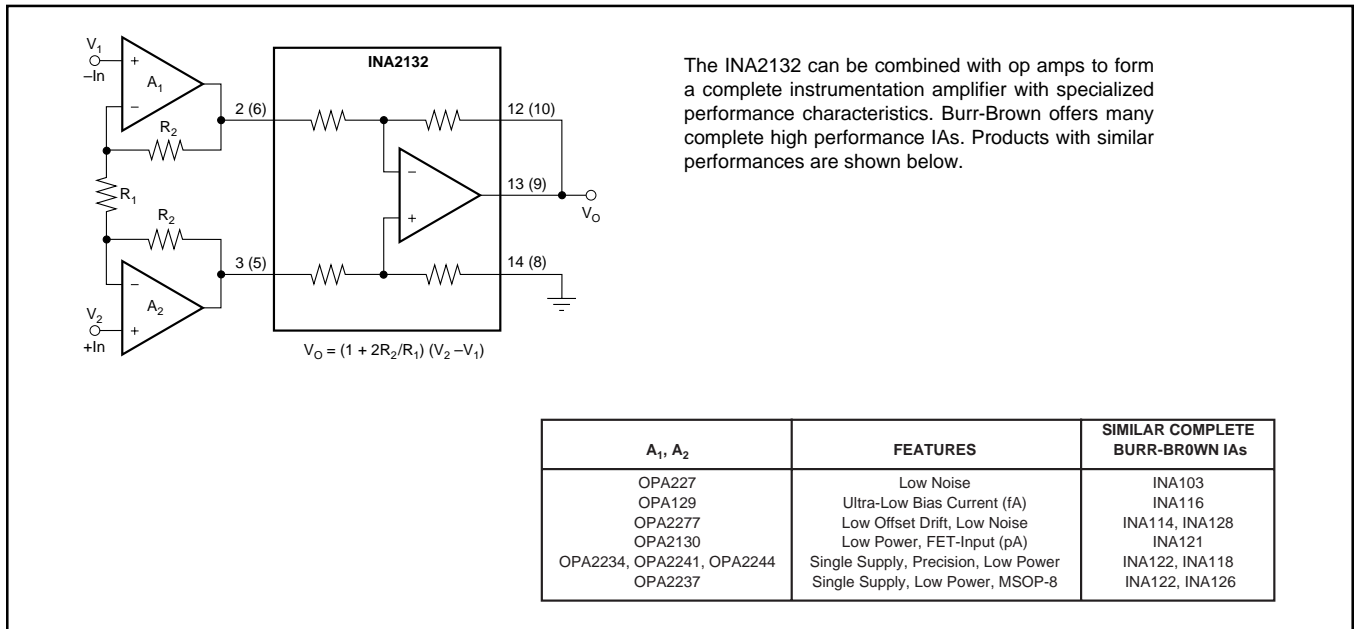 V1
–In
A1
R2
R1
R2
A2
V2
+In
INA2132
2 (6)
12 (10)
13 (9)
VO
3 (5)
14 (8)
+
–
–
+
–
+
VO = (1 + 2R2/R1) (V2 –V1)
The INA2132 can be combined with op amps to form
a complete instrumentation amplifier with specialized
performance characteristics. Burr-Brown offers many
complete high performance IAs. Products with similar
performances are shown below.
A1, A2 FEATURES SIMILAR COMPLETE
BURR-BR0WN IAs
OPA227 Low Noise INA103
OPA129 Ultra-Low Bias Current (fA) INA116
OPA2277 Low Offset Drift, Low Noise INA114, INA128
OPA2130 Low Power, FET-Input (pA) INA121
OPA2234, OPA2241, OPA2244 Single Supply, Precision, Low Power INA122, INA118
OPA2237 Single Supply, Low Power, MSOP-8 INA122, INA126